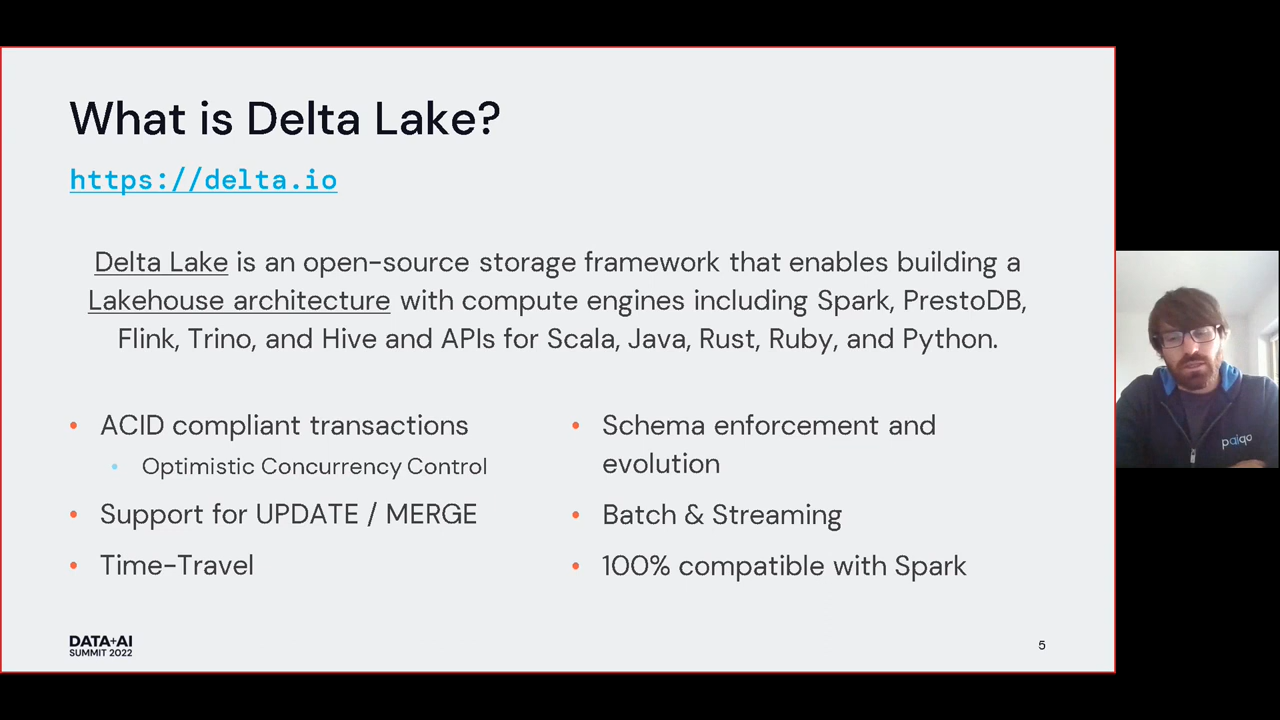 What is Delta Lake?
https://delta.io
Delta Lake is an open-source storage framework that enables building a
Lakehouse architecture with compute engines including Spark, PrestoDB,
Flink, Trino, and Hive and APIs for Scala, Java, Rust, Ruby, and Python.
• ACID compliant transactions
• Optimistic Concurrency Control
• Support for UPDATE / MERGE
• Time-Travel
• Schema enforcement and
evolution
• Batch & Streaming
• 100% compatible with Spark
DATA+AI
SUMMIT 2022
5
paiqo